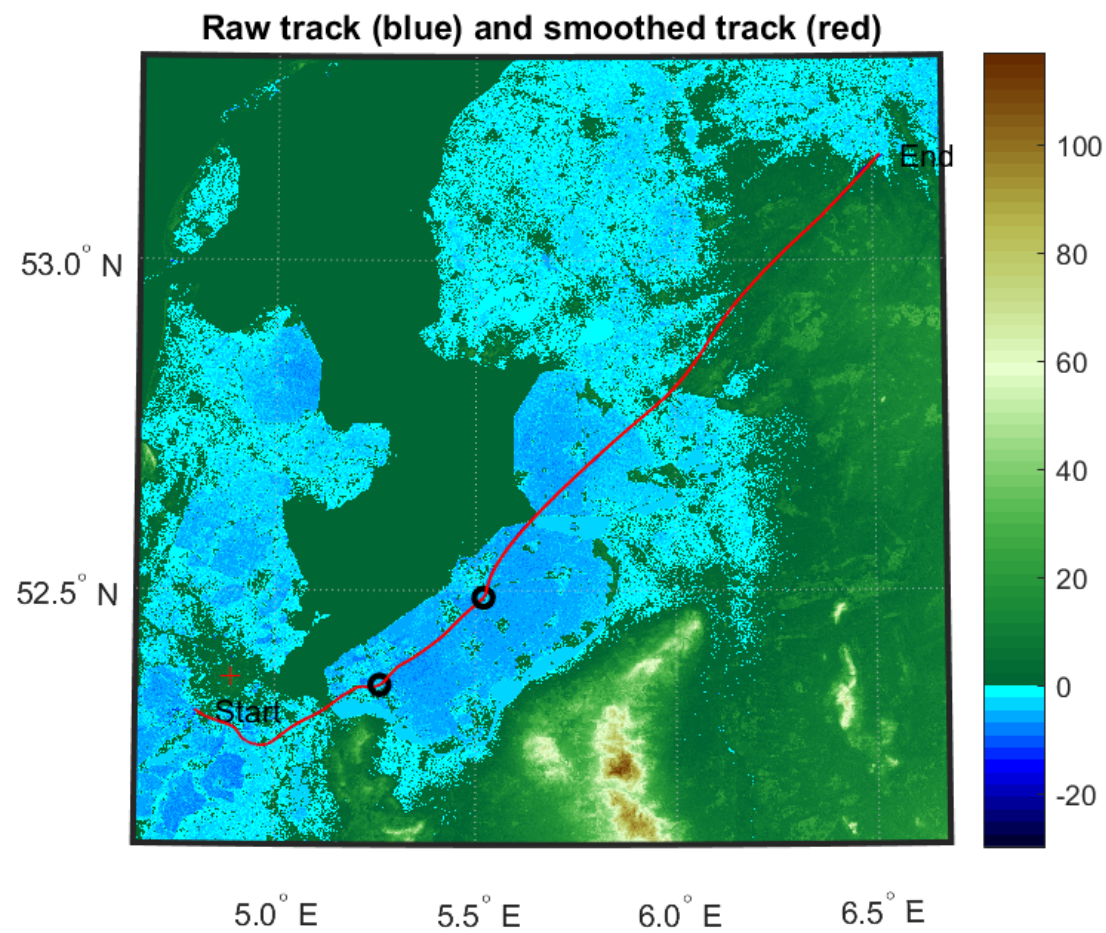 Raw track (blue) and smoothed track (red)
End
100
80
53.0° N
60
40
20
52.5° N
0
Start
-20
5.0° E
5.5° E
6.0° E
6.5° E